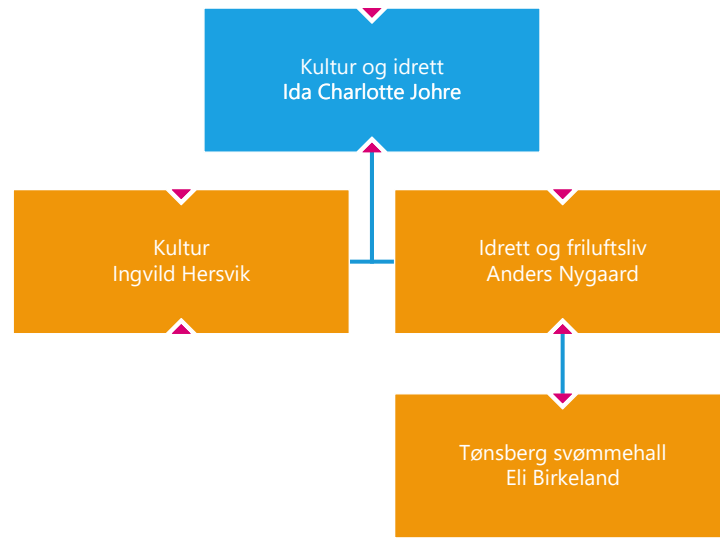 Kultur og idrett
Ida Charlotte Johre
Kultur
Ingvild Hersvik
Idrett og friluftsliv
Anders Nygaard
Tønsberg svømmehall
Eli Birkeland